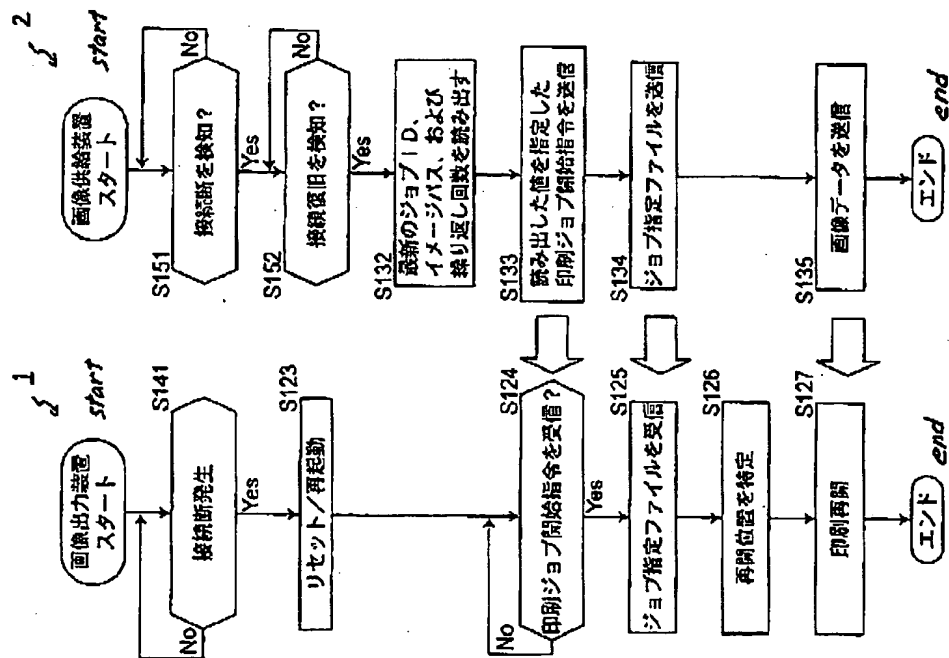 1
start
画像出力装置
スタート
S141
接続断発生
No
Yes
S123
リセット／再起動
S124
印刷ジョブ開始指令を受信？
No
Yes
S125
ジョブ指定ファイルを受信
S126
再開位置を特定
S127
印刷再開
エンド
end
2
start
画像供給装置
スタート
S151
接続断を検知？
No
Yes
S152
接続復旧を検知？
No
Yes
S132
最新のジョブID、
イメージパス、および
繰り返し回数を読み出す
S133
読み出した値を指定した
印刷ジョブ開始指令を送信
S134
ジョブ指定ファイルを送信
S135
画像データを送信
エンド
end